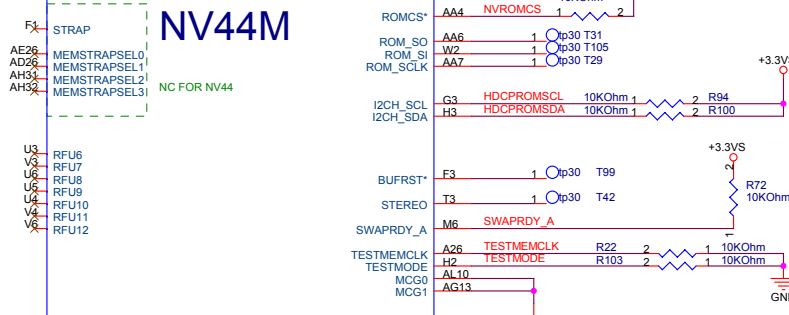 NV44M
F1
STRAP
AE26
MEMSTRAPSEL0
AD26
MEMSTRAPSEL1
AH31
MEMSTRAPSEL2
AH32
MEMSTRAPSEL3
NC FOR NV44
U3
RFU6
V3
RFU7
U6
RFU8
U5
RFU9
U4
RFU10
V4
RFU11
V6
RFU12
ROMCS* AA4 NVROMCS 1 2
ROM_SO AA6 1 tp30 T31
ROM_SI W2 1 tp30 T105
ROM_SCLK AA7 1 tp30 T29
+3.3VS
I2CH_SCL G3 HDCPROMSCL 10KOhm 1 2 R94
I2CH_SDA H3 HDCPROMSDA 10KOhm 1 2 R100
+3.3VS
BUFRST* F3 1 tp30 T99
2
R72
10KOhm
STEREO T3 1 tp30 T42
SWAPRDY_A M6 SWAPRDY_A
1
TESTMEMCLK A26 TESTMEMCLK R22 2 1 10KOhm
TESTMODE H2 TESTMODE R103 2 1 10KOhm
MCG0 AL10
MCG1 AG13
GND